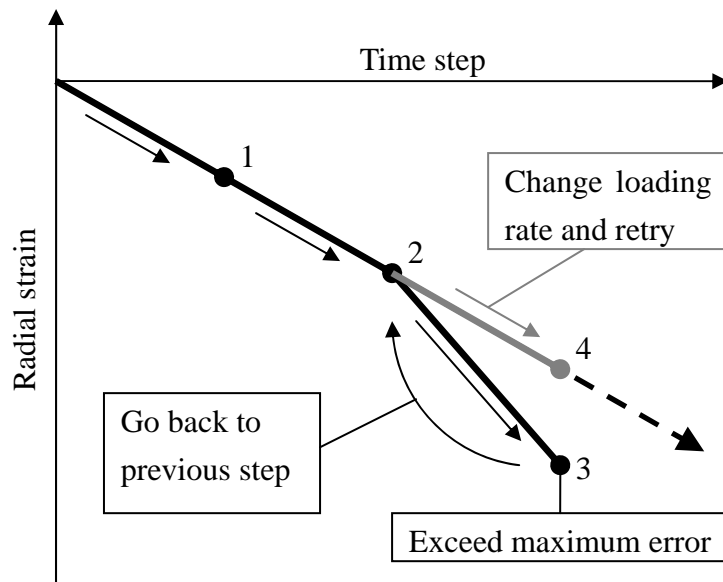 Time step
1
Change loading
rate and retry
2
Radial strain
4
Go back to
previous step
3
Exceed maximum error